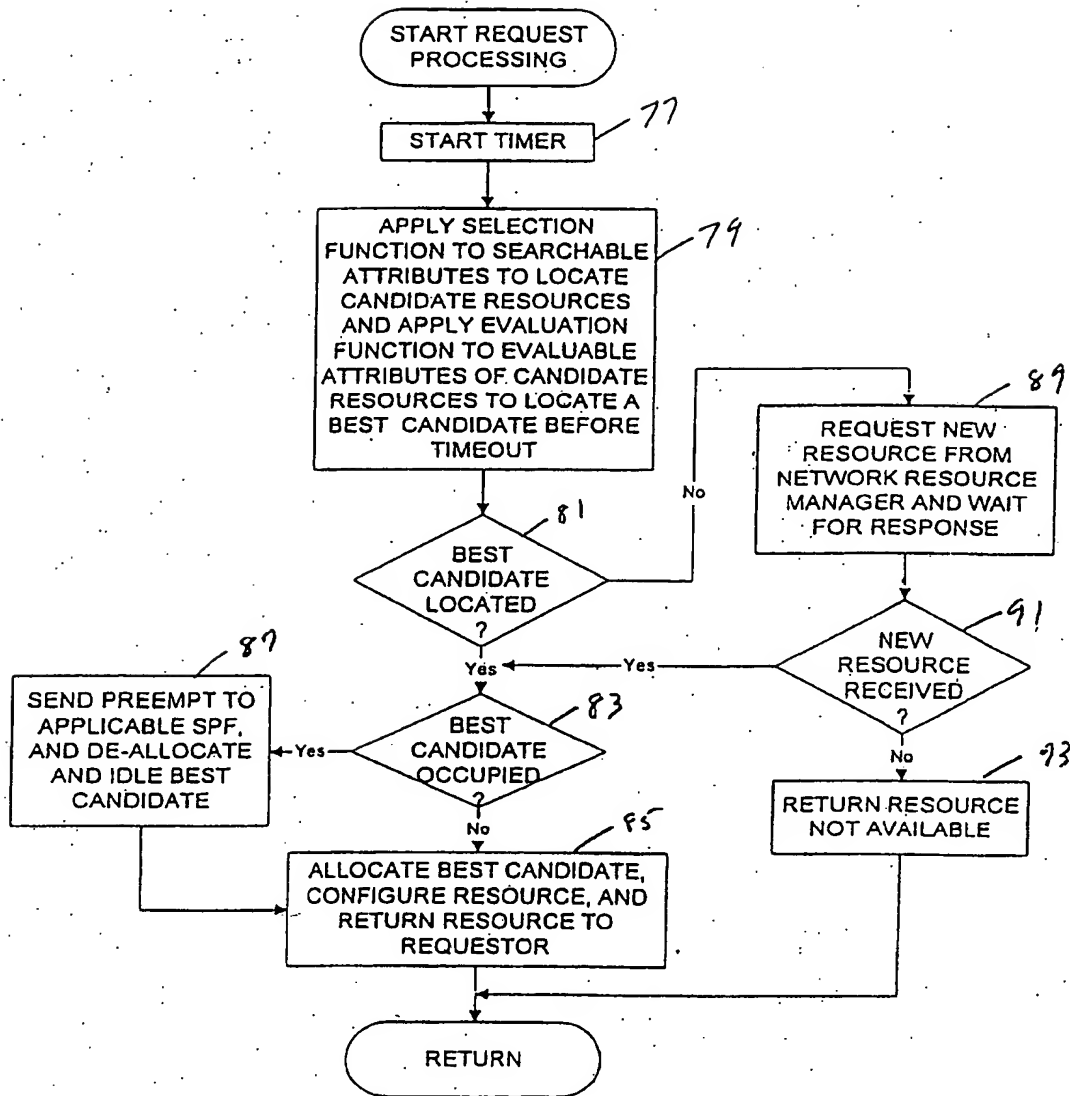 START REQUEST
PROCESSING
77
START TIMER
79
APPLY SELECTION
FUNCTION TO SEARCHABLE
ATTRIBUTES TO LOCATE
CANDIDATE RESOURCES
AND APPLY EVALUATION
FUNCTION TO EVALUABLE
ATTRIBUTES OF CANDIDATE
RESOURCES TO LOCATE A
BEST CANDIDATE BEFORE
TIMEOUT
89
REQUEST NEW
RESOURCE FROM
NETWORK RESOURCE
MANAGER AND WAIT
FOR RESPONSE
No
81
BEST
CANDIDATE
LOCATED
?
91
NEW
RESOURCE
RECEIVED
?
Yes
Yes
87
SEND PREEMPT TO
APPLICABLE SPF,
AND DE-ALLOCATE
AND IDLE BEST
CANDIDATE
Yes
83
BEST
CANDIDATE
OCCUPIED
?
No
No
93
RETURN RESOURCE
NOT AVAILABLE
85
ALLOCATE BEST CANDIDATE,
CONFIGURE RESOURCE, AND
RETURN RESOURCE TO
REQUESTOR
RETURN